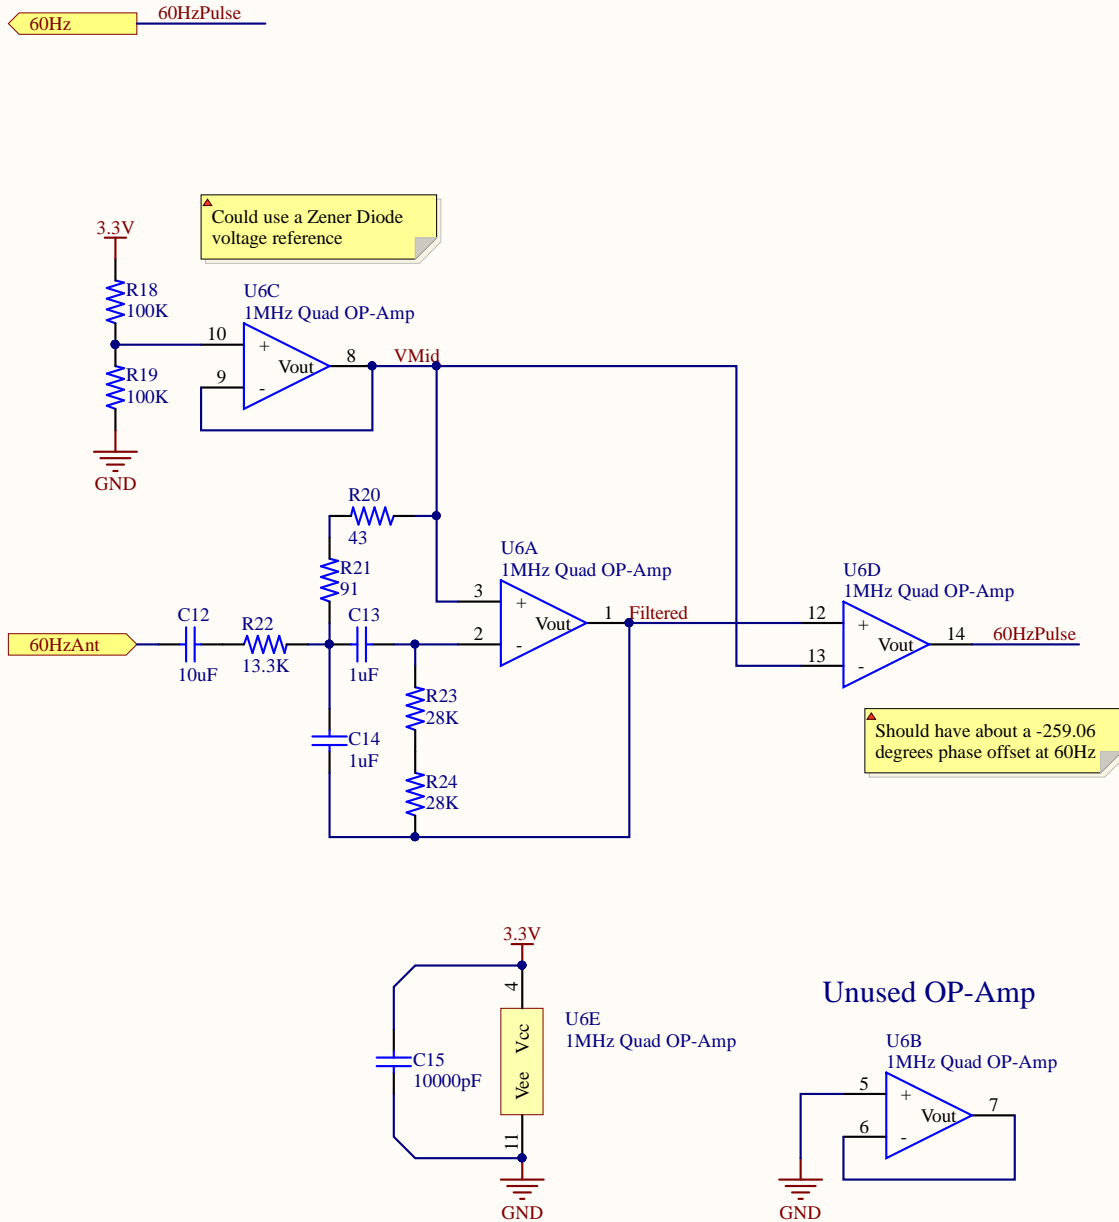 60Hz
60HzPulse
Could use a Zener Diode
voltage reference
3.3V
R18
100K
R19
100K
GND
U6C
1MHz Quad OP-Amp
10
+
9
-
Vout
8
VMid
R20
43
R21
91
C12
10uF
R22
13.3K
60HzAnt
C13
1uF
C14
1uF
R23
28K
R24
28K
U6A
1MHz Quad OP-Amp
3
+
2
-
Vout
1
Filtered
U6D
1MHz Quad OP-Amp
12
+
13
-
Vout
14
60HzPulse
Should have about a -259.06
degrees phase offset at 60Hz
3.3V
4
Vcc
Vee
11
U6E
1MHz Quad OP-Amp
C15
10000pF
GND
Unused OP-Amp
U6B
1MHz Quad OP-Amp
5
+
6
-
Vout
7
GND